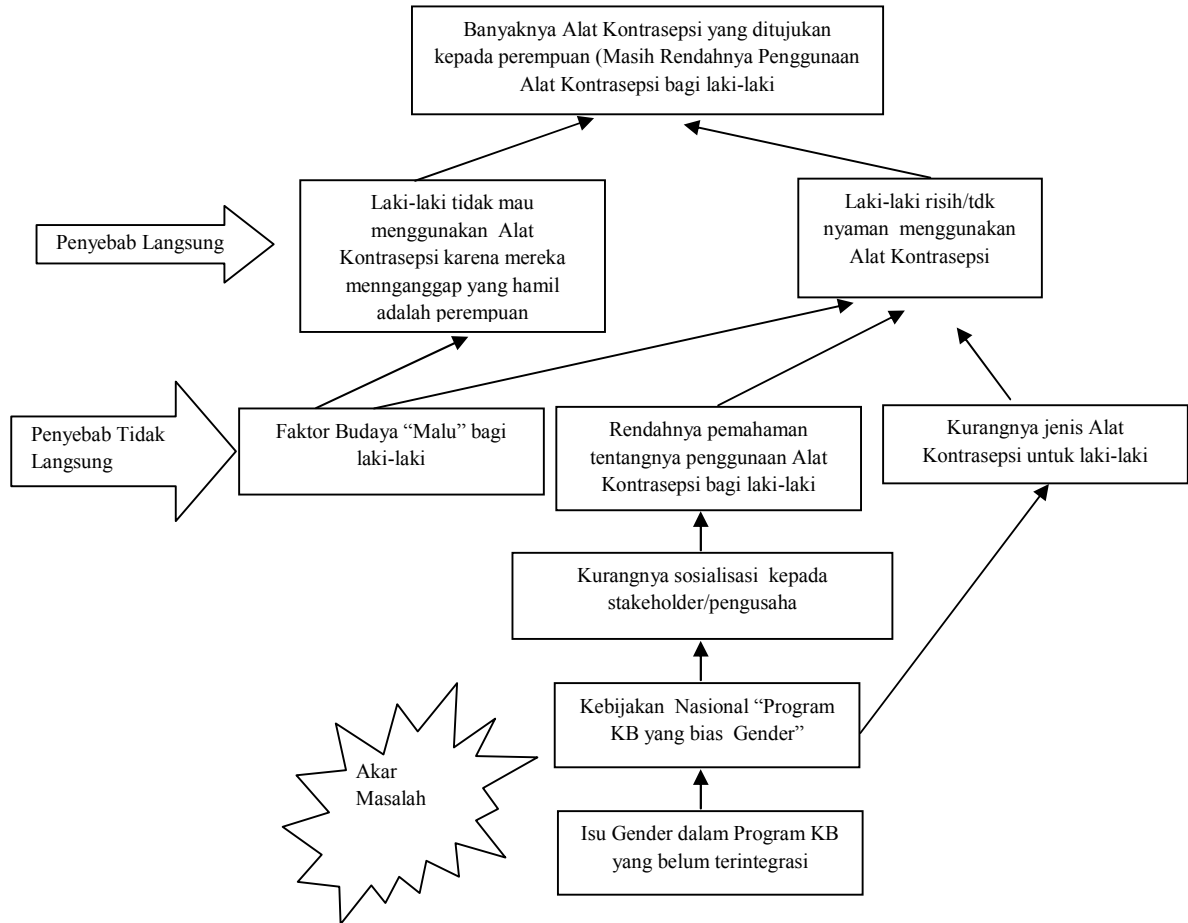 Banyaknya Alat Kontrasepsi yang ditujukan
kepada perempuan (Masih Rendahnya Penggunaan
Alat Kontrasepsi bagi laki-laki
Penyebab Langsung
Laki-laki tidak mau
menggunakan Alat
Kontrasepsi karena mereka
mennganggap yang hamil
adalah perempuan
Laki-laki risih/tdk
nyaman menggunakan
Alat Kontrasepsi
Penyebab Tidak
Langsung
Faktor Budaya “Malu” bagi
laki-laki
Rendahnya pemahaman
tentangnya penggunaan Alat
Kontrasepsi bagi laki-laki
Kurangnya jenis Alat
Kontrasepsi untuk laki-laki
Kurangnya sosialisasi kepada
stakeholder/pengusaha
Kebijakan Nasional “Program
KB yang bias Gender”
Akar
Masalah
Isu Gender dalam Program KB
yang belum terintegrasi